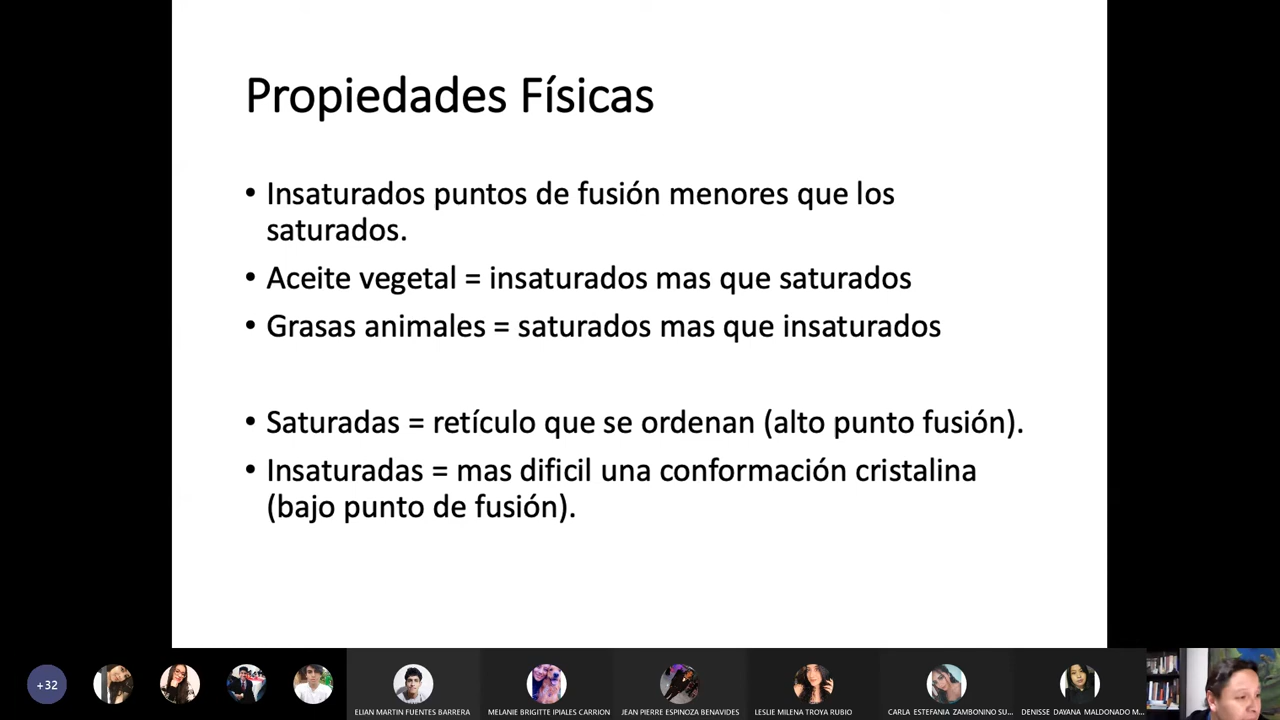 Propiedades Físicas
• Insaturados puntos de fusión menores que los
saturados.
• Aceite vegetal = insaturados mas que saturados
• Grasas animales = saturados mas que insaturados
• Saturadas = retículo que se ordenan (alto punto fusión).
• Insaturadas = mas dificil una conformación cristalina
(bajo punto de fusión).
+32
ELIAN MARTIN FUENTES BARRERA
MELANIE BRIGITTE IPIALES CARRION
JEAN PIERRE ESPINOZA BENAVIDES
LESLIE MILENA TROYA RUBIO
CARLA ESTEFANIA ZAMBONINO SU...
DENISSE DAYANA MALDONADO M...